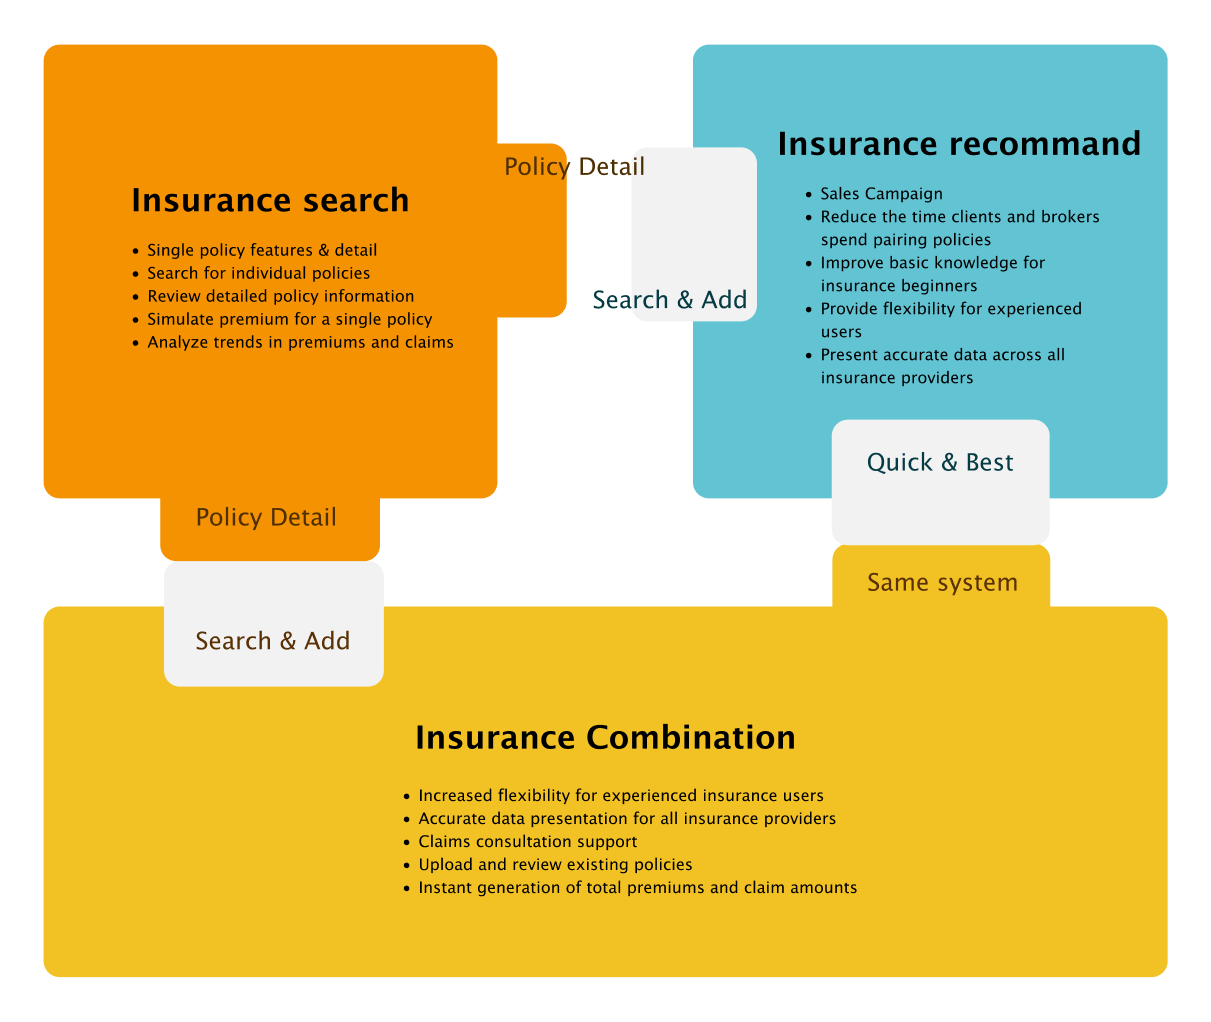 Insurance search
• Single policy features & detail
• Search for individual policies
• Review detailed policy information
• Simulate premium for a single policy
• Analyze trends in premiums and claims
Policy Detail
Search & Add
Insurance recommand
• Sales Campaign
• Reduce the time clients and brokers
spend pairing policies
• Improve basic knowledge for
insurance beginners
• Provide flexibility for experienced
users
• Present accurate data across all
insurance providers
Quick & Best
Same system
Policy Detail
Search & Add
Insurance Combination
• Increased flexibility for experienced insurance users
• Accurate data presentation for all insurance providers
• Claims consultation support
• Upload and review existing policies
• Instant generation of total premiums and claim amounts